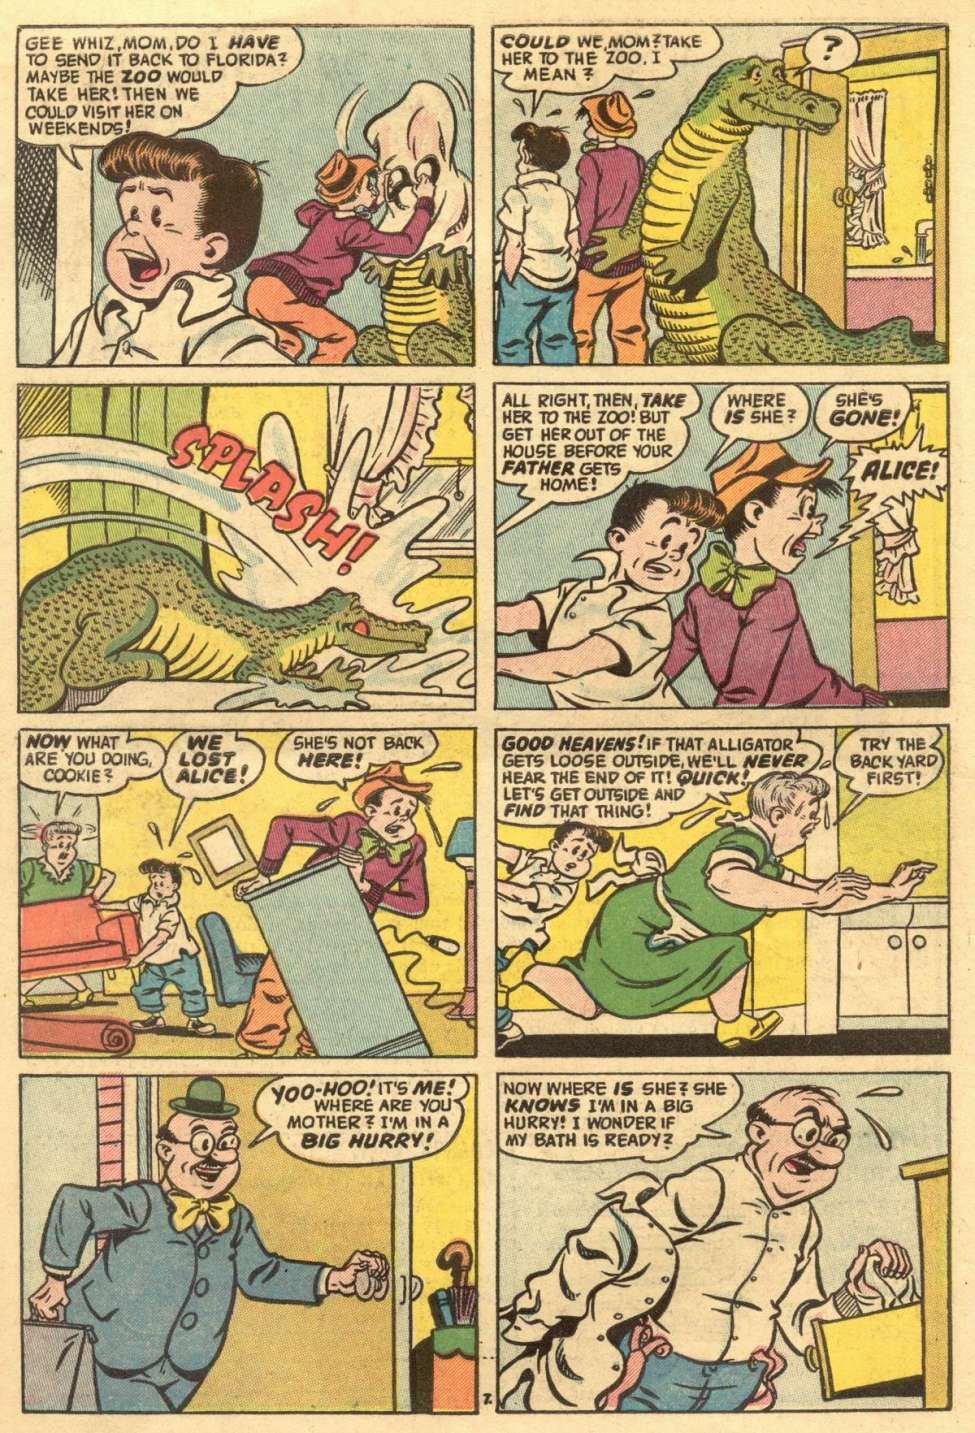 GEE WHIZ, MOM, DO I HAVE
TO SEND IT BACK TO FLORIDA?
MAYBE THE ZOO WOULD
TAKE HER! THEN WE
COULD VISIT HER ON
WEEKENDS!
COULD WE, MOM? TAKE
HER TO THE ZOO, I
MEAN?
?
SPLASH!
ALL RIGHT, THEN, TAKE
HER TO THE ZOO! BUT
GET HER OUT OF THE
HOUSE BEFORE YOUR
FATHER GETS
HOME!
WHERE
IS SHE?
SHE'S
GONE!
ALICE!
NOW WHAT
ARE YOU DOING,
COOKIE?
WE
LOST
ALICE!
SHE'S NOT BACK
HERE!
GOOD HEAVENS! IF THAT ALLIGATOR
GETS LOOSE OUTSIDE, WE'LL NEVER
HEAR THE END OF IT! QUICK!
LET'S GET OUTSIDE AND
FIND THAT THING!
TRY THE
BACK YARD
FIRST!
YOO-HOO! IT'S ME!
WHERE ARE YOU
MOTHER? I'M IN A
BIG HURRY!
NOW WHERE IS SHE? SHE
KNOWS I'M IN A BIG
HURRY! I WONDER IF
MY BATH IS READY?
7.